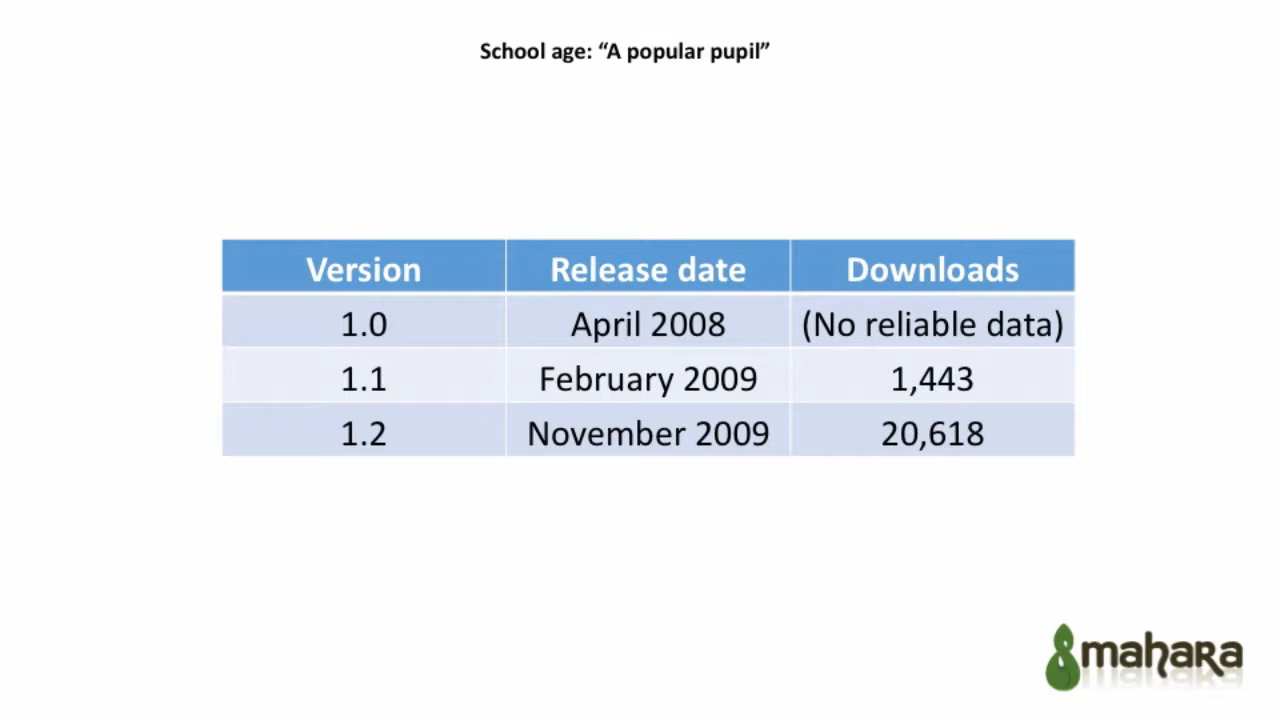 School age: “A popular pupil”
Version Release date Downloads
1.0 April 2008 (No reliable data)
1.1 February 2009 1,443
1.2 November 2009 20,618
mahara